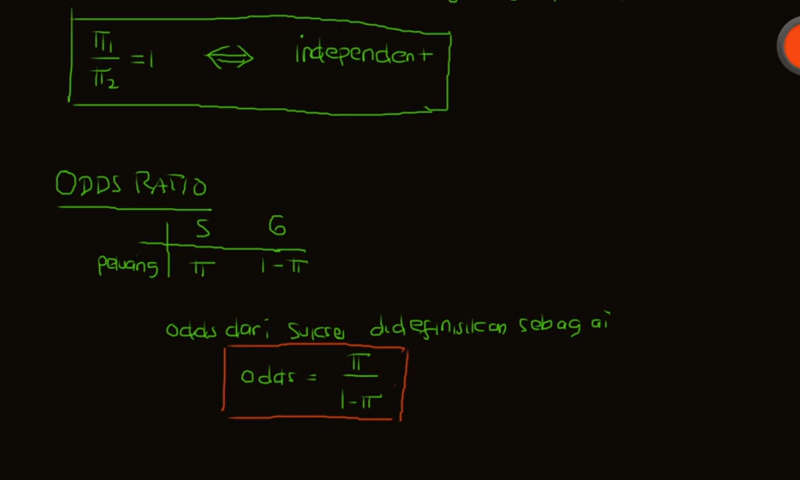 π₁/π₂ = 1 ⟺ independent
ODDS RATIO
S G
peluang π 1-π
odds dari sukses didefinisikan sebagai
odds = π/1-π